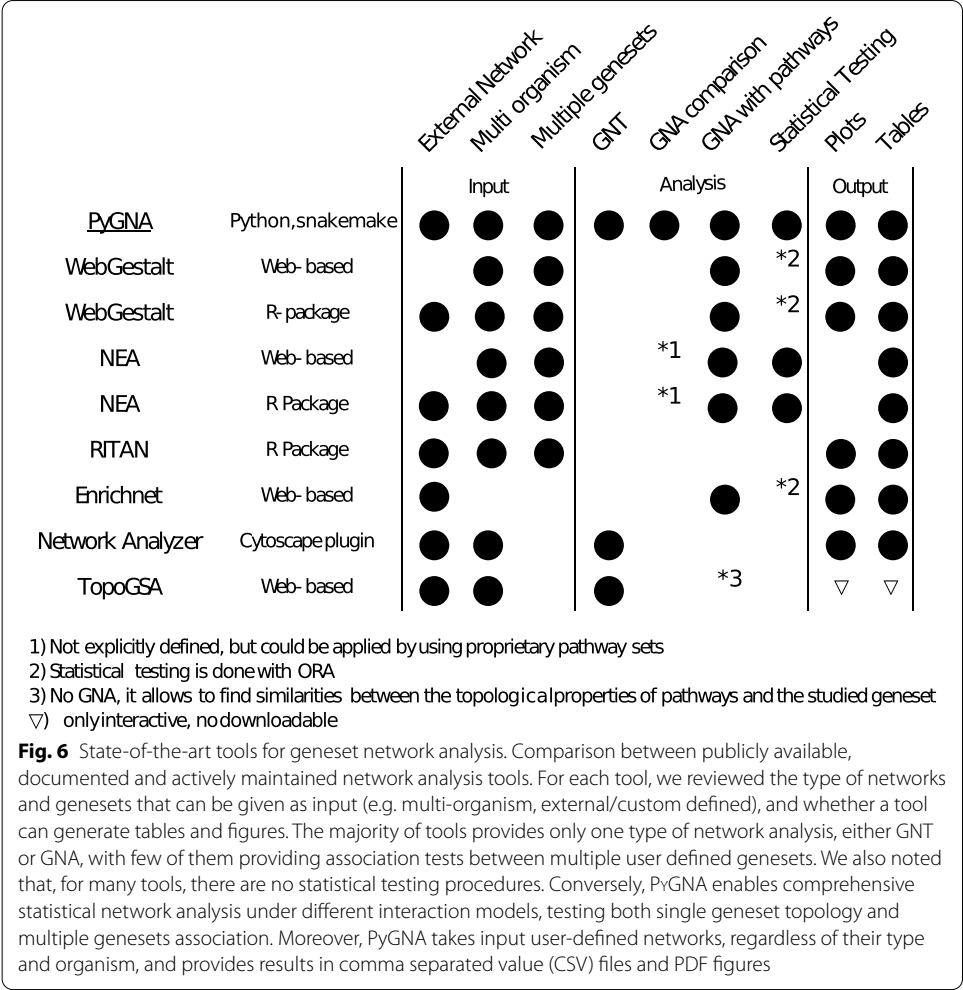 External Network
Multi organism
Multiple genesets
GNT
GNA comparison
GNA with pathways
Statistical Testing
Plots
Tables
Input Analysis Output
PyGNA Python, snakemake
WebGestalt Web-based *2
WebGestalt R-package *2
NEA Web-based *1
NEA R Package *1
RITAN R Package
Enrichnet Web-based *2
Network Analyzer Cytoscape plugin
TopoGSA Web-based *3 ▽ ▽
1) Not explicitly defined, but could be applied by using proprietary pathway sets
2) Statistical testing is done with ORA
3) No GNA, it allows to find similarities between the topological properties of pathways and the studied geneset
▽) only interactive, no downloadable
Fig. 6 State-of-the-art tools for geneset network analysis. Comparison between publicly available,
documented and actively maintained network analysis tools. For each tool, we reviewed the type of networks
and genesets that can be given as input (e.g. multi-organism, external/custom defined), and whether a tool
can generate tables and figures. The majority of tools provides only one type of network analysis, either GNT
or GNA, with few of them providing association tests between multiple user defined genesets. We also noted
that, for many tools, there are no statistical testing procedures. Conversely, PyGNA enables comprehensive
statistical network analysis under different interaction models, testing both single geneset topology and
multiple genesets association. Moreover, PyGNA takes input user-defined networks, regardless of their type
and organism, and provides results in comma separated value (CSV) files and PDF figures